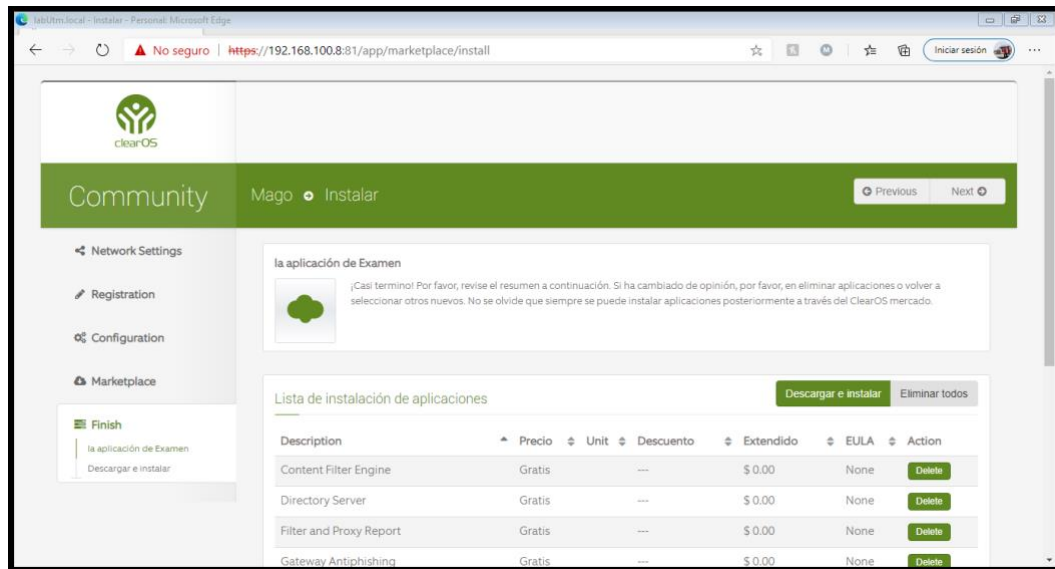 labUtm.local - Instalar - Personal: Microsoft Edge
No seguro | https://192.168.100.8:81/app/marketplace/install
Iniciar sesión
clearOS
Community
Mago Instalar
Previous Next
Network Settings
Registration
Configuration
Marketplace
Finish
la aplicación de Examen
Descargar e instalar
la aplicación de Examen
¡Casi termino! Por favor, revise el resumen a continuación. Si ha cambiado de opinión, por favor, en eliminar aplicaciones o volver a
seleccionar otros nuevos. No se olvide que siempre se puede instalar aplicaciones posteriormente a través del ClearOS mercado.
Lista de instalación de aplicaciones
Descargar e instalar Eliminar todos
Description Precio Unit Descuento Extendido EULA Action
Content Filter Engine Gratis --- $ 0.00 None Delete
Directory Server Gratis --- $ 0.00 None Delete
Filter and Proxy Report Gratis --- $ 0.00 None Delete
Gateway Antiphishing Gratis --- $ 0.00 None Delete